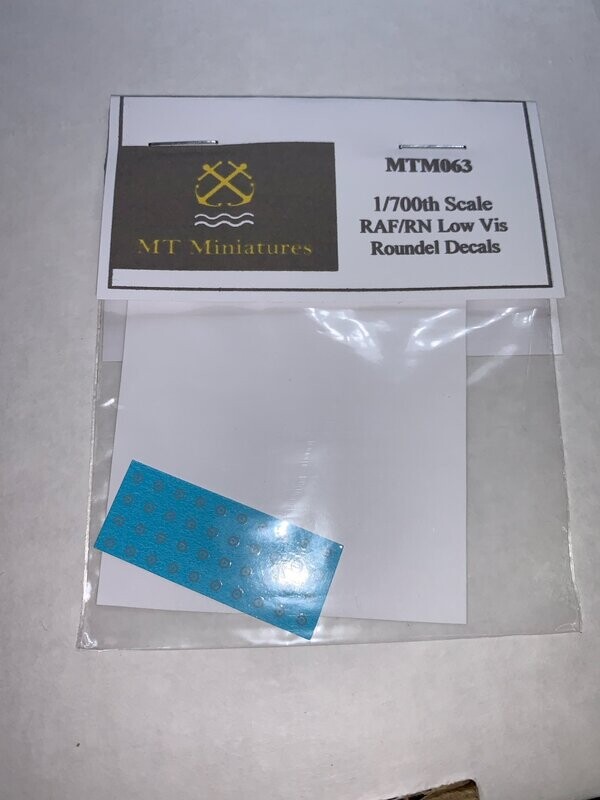 MT Miniatures
MTM063
1/700th Scale
RAF/RN Low Vis
Roundel Decals